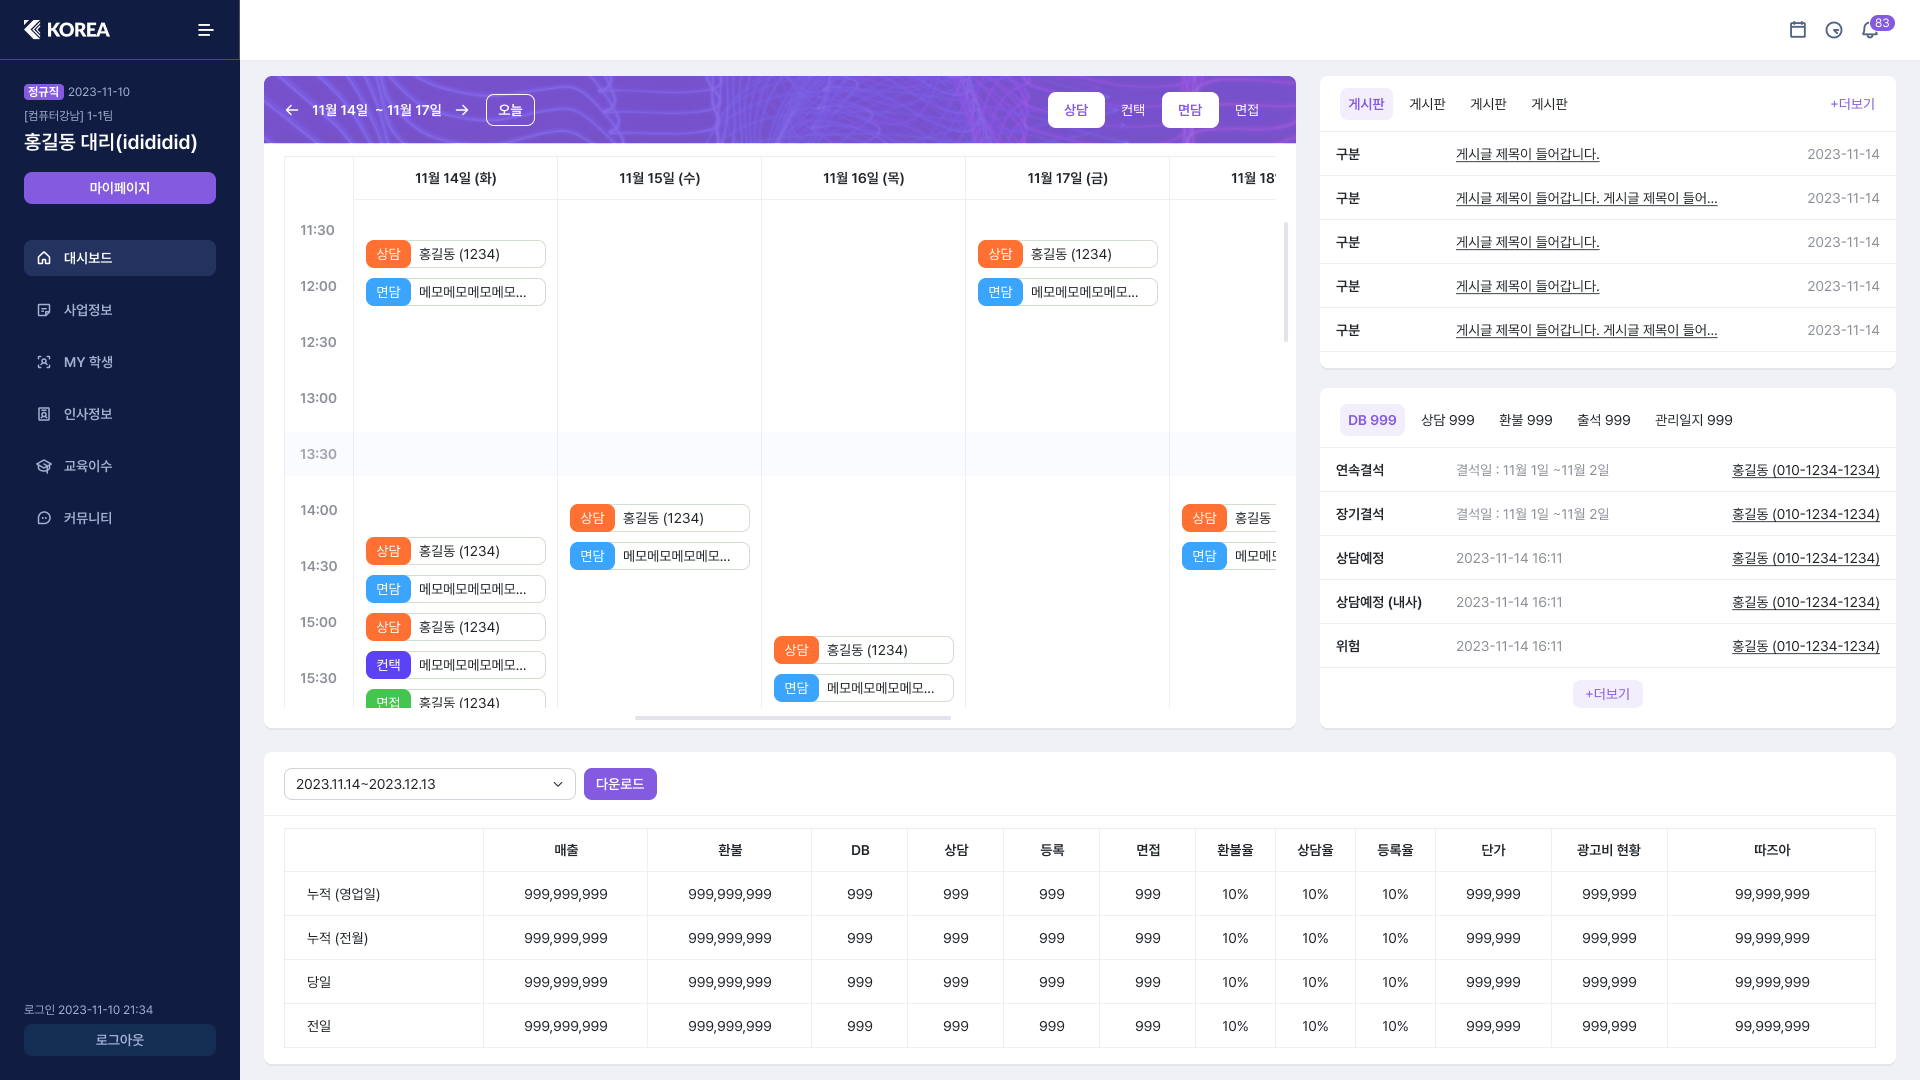 KOREA
83
정규직 2023-11-10
[컴퓨터강남] 1-1팀
홍길동 대리(idididid)
마이페이지
대시보드
사업정보
MY 학생
인사정보
교육이수
커뮤니티
로그인 2023-11-10 21:34
로그아웃
11월 14일 ~ 11월 17일 오늘 상담 컨택 면담 면접
11월 14일 (화) 11월 15일 (수) 11월 16일 (목) 11월 17일 (금) 11월 18
11:30
상담 홍길동 (1234) 상담 홍길동 (1234)
12:00 면담 메모메모메모메모... 면담 메모메모메모메모...
12:30
13:00
13:30
14:00 상담 홍길동 (1234) 상담 홍길동
상담 홍길동 (1234) 면담 메모메모메모메모... 면담 메모메모
14:30
면담 메모메모메모메모...
15:00 상담 홍길동 (1234)
상담 홍길동 (1234)
컨택 메모메모메모메모...
15:30 면담 메모메모메모메모...
면접 홍길동 (1234)
게시판 게시판 게시판 게시판 +더보기
구분 게시글 제목이 들어갑니다. 2023-11-14
구분 게시글 제목이 들어갑니다. 게시글 제목이 들어... 2023-11-14
구분 게시글 제목이 들어갑니다. 2023-11-14
구분 게시글 제목이 들어갑니다. 2023-11-14
구분 게시글 제목이 들어갑니다. 게시글 제목이 들어... 2023-11-14
DB 999 상담 999 환불 999 출석 999 관리일지 999
연속결석 결석일 : 11월 1일 ~11월 2일 홍길동 (010-1234-1234)
장기결석 결석일 : 11월 1일 ~11월 2일 홍길동 (010-1234-1234)
상담예정 2023-11-14 16:11 홍길동 (010-1234-1234)
상담예정 (내사) 2023-11-14 16:11 홍길동 (010-1234-1234)
위험 2023-11-14 16:11 홍길동 (010-1234-1234)
+더보기
2023.11.14~2023.12.13 다운로드
매출 환불 DB 상담 등록 면접 환불율 상담율 등록율 단가 광고비 현황 따즈아
누적 (영업일) 999,999,999 999,999,999 999 999 999 999 10% 10% 10% 999,999 999,999 99,999,999
누적 (전월) 999,999,999 999,999,999 999 999 999 999 10% 10% 10% 999,999 999,999 99,999,999
당일 999,999,999 999,999,999 999 999 999 999 10% 10% 10% 999,999 999,999 99,999,999
전일 999,999,999 999,999,999 999 999 999 999 10% 10% 10% 999,999 999,999 99,999,999